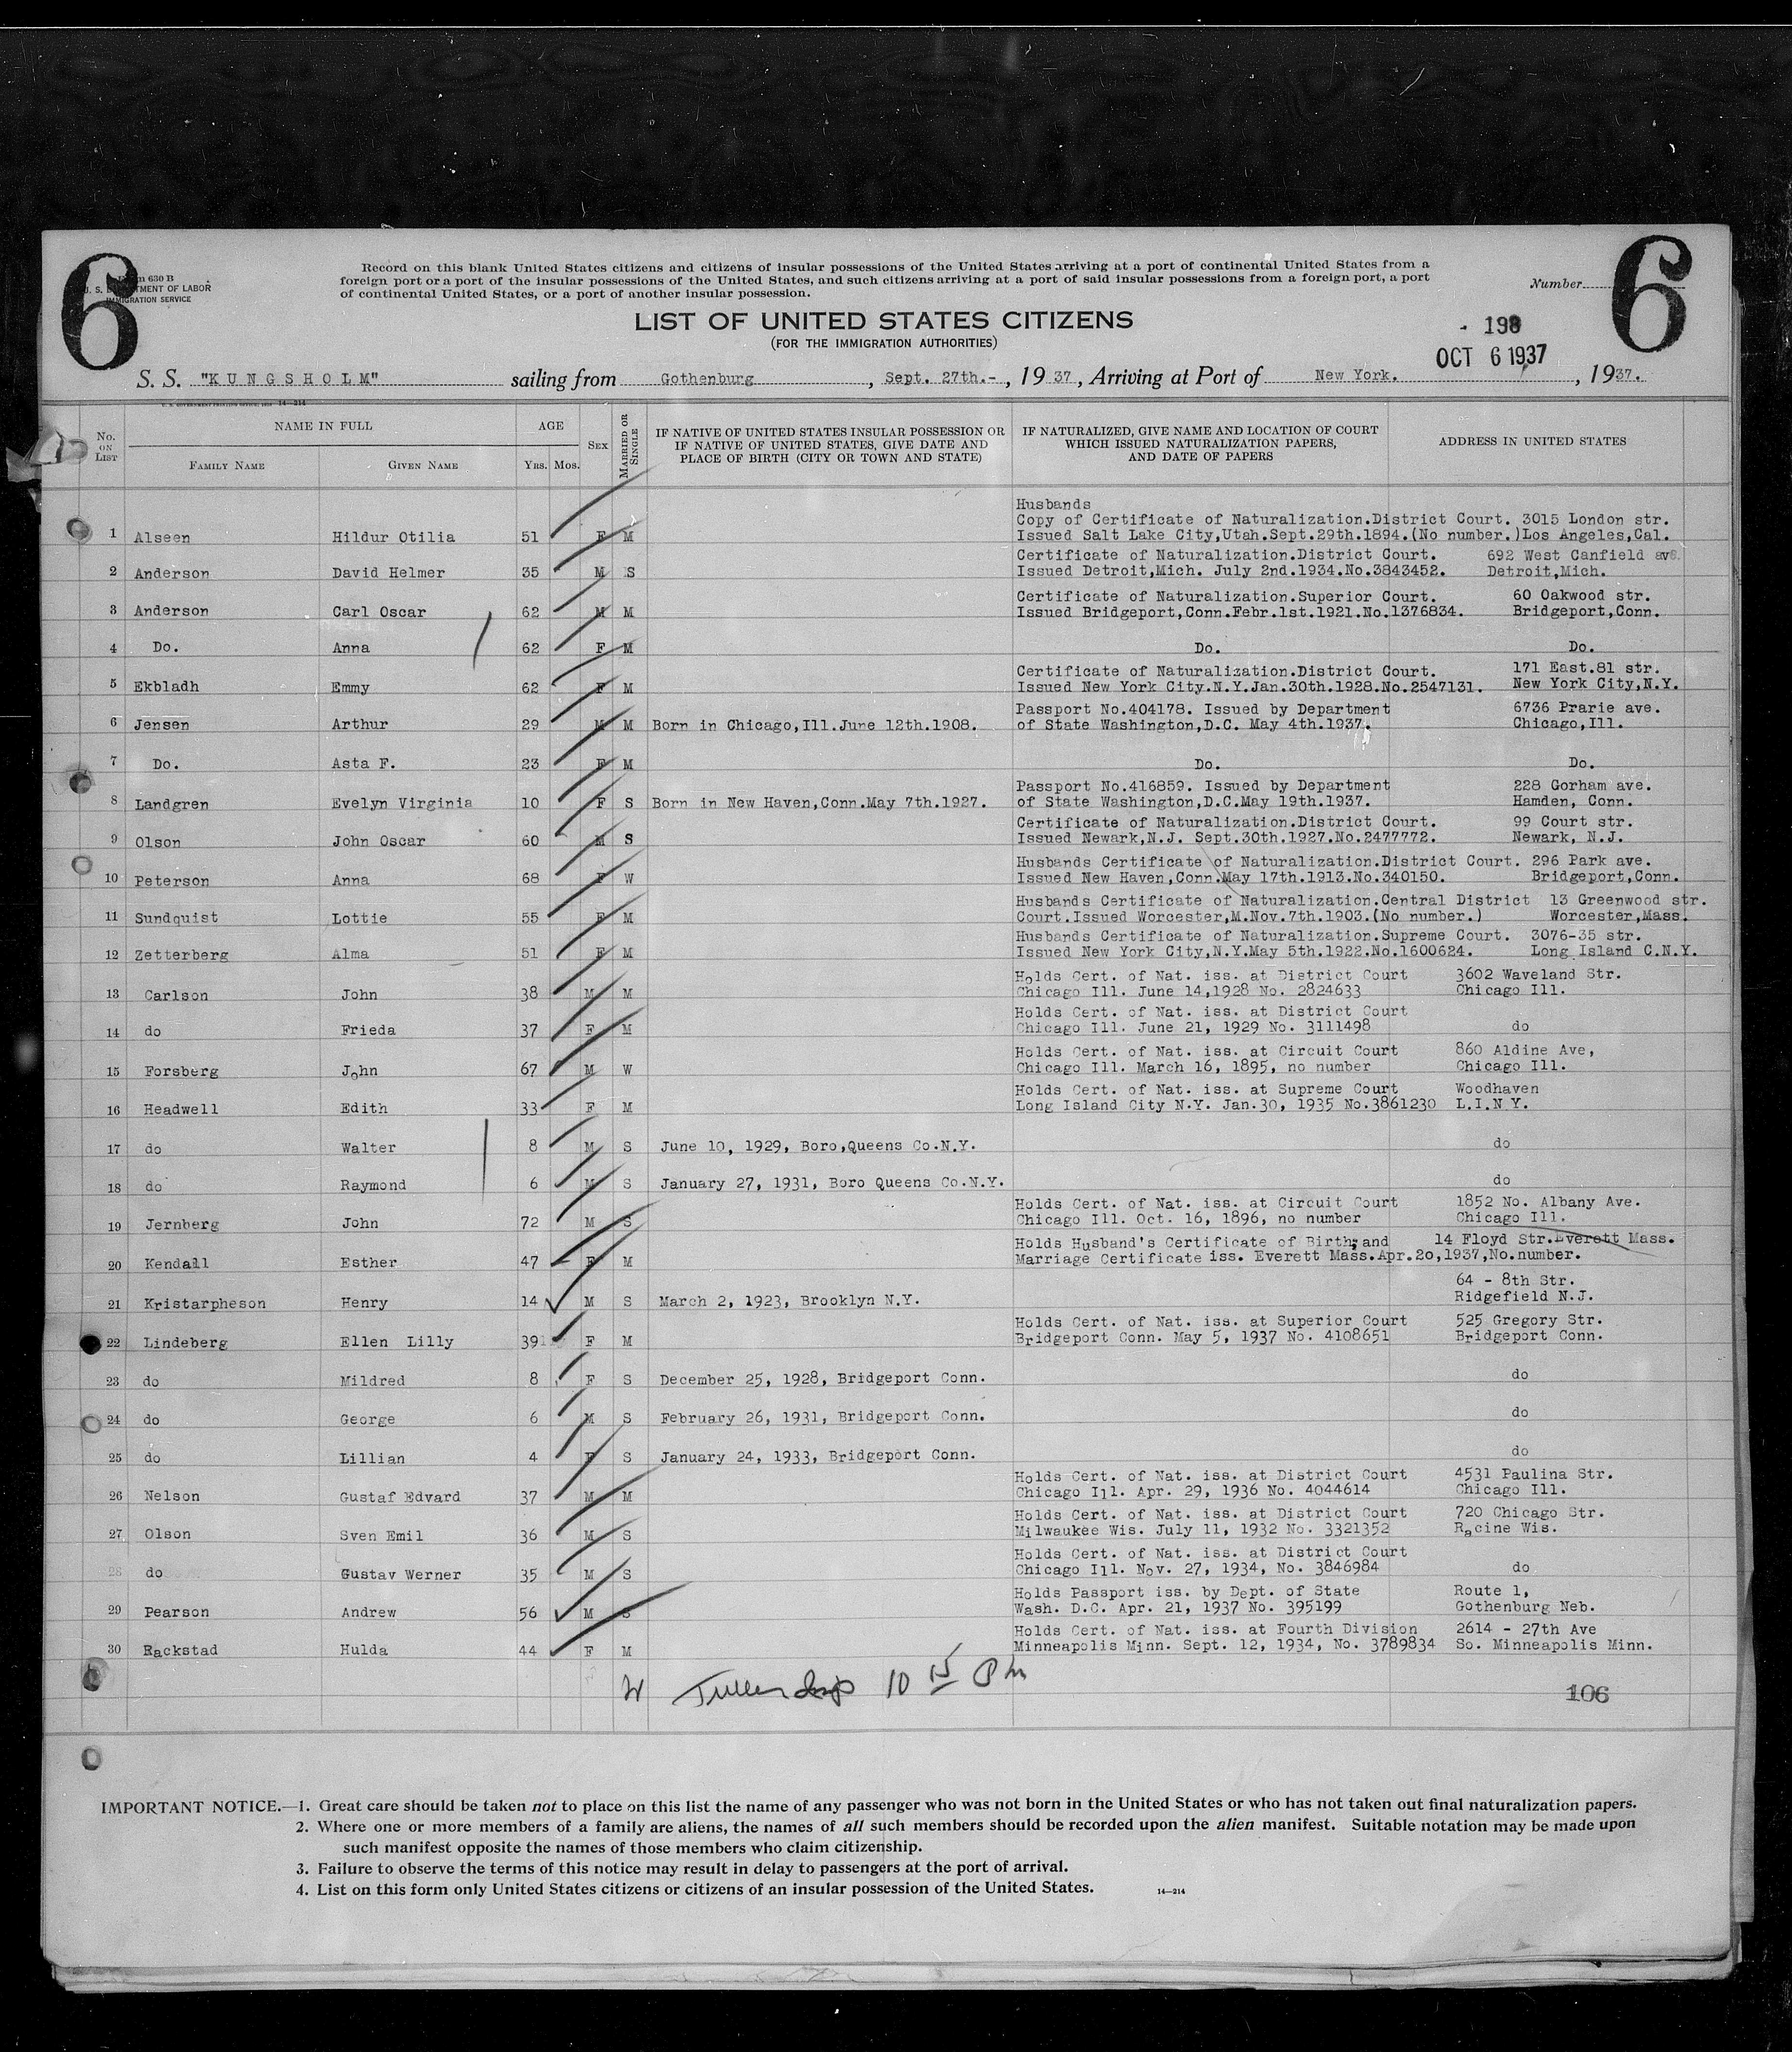 6
6
Form 630 B
U. S. DEPARTMENT OF LABOR
IMMIGRATION SERVICE
Record on this blank United States citizens and citizens of insular possessions of the United States arriving at a port of continental United States from a
foreign port or a port of the insular possessions of the United States, and such citizens arriving at a port of said insular possessions from a foreign port, a port
of continental United States, or a port of another insular possession.
Number
LIST OF UNITED STATES CITIZENS
(FOR THE IMMIGRATION AUTHORITIES)
198
OCT 6 1937
S. S. "KUNGSHOLM" sailing from Gothenburg, Sept. 27th.-, 1937, Arriving at Port of New York. , 1937.
U. S. GOVERNMENT PRINTING OFFICE 14—214
No. ON LIST
NAME IN FULL
FAMILY NAME GIVEN NAME
AGE
YRS. MOS.
SEX
MARRIED OR SINGLE
IF NATIVE OF UNITED STATES INSULAR POSSESSION OR
IF NATIVE OF UNITED STATES, GIVE DATE AND
PLACE OF BIRTH (CITY OR TOWN AND STATE)
IF NATURALIZED, GIVE NAME AND LOCATION OF COURT
WHICH ISSUED NATURALIZATION PAPERS,
AND DATE OF PAPERS
ADDRESS IN UNITED STATES
Husbands
Copy of Certificate of Naturalization.District Court. 3015 London str.
1 Alseen Hildur Otilia 51 F M Issued Salt Lake City,Utah.Sept.29th.1894.(No number.)Los Angeles,Cal.
Certificate of Naturalization.District Court. 692 West Canfield ave.
2 Anderson David Helmer 35 M S Issued Detroit,Mich. July 2nd.1934.No.3843452. Detroit,Mich.
Certificate of Naturalization.Superior Court. 60 Oakwood str.
3 Anderson Carl Oscar 62 M M Issued Bridgeport,Conn.Febr.1st.1921.No.1376834. Bridgeport,Conn.
4 Do. Anna 62 F M Do. Do.
Certificate of Naturalization.District Court. 171 East.81 str.
5 Ekbladh Emmy 62 F M Issued New York City.N.Y.Jan.30th.1928.No.2547131. New York City,N.Y.
Passport No.404178. Issued by Department 6736 Prarie ave.
6 Jensen Arthur 29 M M Born in Chicago,Ill.June 12th.1908. of State Washington,D.C. May 4th.1937. Chicago,Ill.
7 Do. Asta F. 23 F M Do. Do.
Passport No.416859. Issued by Department 228 Gorham ave.
8 Landgren Evelyn Virginia 10 F S Born in New Haven,Conn.May 7th.1927. of State Washington,D.C.May 19th.1937. Hamden, Conn.
Certificate of Naturalization.District Court. 99 Court str.
9 Olson John Oscar 60 M S Issued Newark,N.J. Sept.30th.1927.No.2477772. Newark, N.J.
Husbands Certificate of Naturalization.District Court. 296 Park ave.
10 Peterson Anna 68 F W Issued New Haven,Conn.May 17th.1913.No.340150. Bridgeport,Conn.
Husbands Certificate of Naturalization.Central District 13 Greenwood str.
11 Sundquist Lottie 55 F M Court.Issued Worcester,M.Nov.7th.1903.(No number.) Worcester,Mass.
Husbands Certificate of Naturalization.Supreme Court. 3076-35 str.
12 Zetterberg Alma 51 F M Issued New York City,N.Y.May 5th.1922.No.1600624. Long Island C.N.Y.
Holds Cert. of Nat. iss. at District Court 3602 Waveland Str.
13 Carlson John 38 M M Chicago Ill. June 14,1928 No. 2824633 Chicago Ill.
Holds Cert. of Nat. iss. at District Court
14 do Frieda 37 F M Chicago Ill. June 21, 1929 No. 3111498 do
Holds Cert. of Nat. iss. at Circuit Court 860 Aldine Ave,
15 Forsberg John 67 M W Chicago Ill. March 16, 1895, no number Chicago Ill.
Holds Cert. of Nat. iss. at Supreme Court Woodhaven
16 Headwell Edith 33 F M Long Island City N.Y. Jan.30, 1935 No.3861230 L.I.N.Y.
17 do Walter 8 M S June 10, 1929, Boro,Queens Co.N.Y. do
18 do Raymond 6 M S January 27, 1931, Boro Queens Co.N.Y. do
Holds Cert. of Nat. iss. at Circuit Court 1852 No. Albany Ave.
19 Jernberg John 72 M S Chicago Ill. Oct. 16, 1896, no number Chicago Ill.
Holds Husband's Certificate of Birth; and 14 Floyd Str.Everett Mass.
20 Kendall Esther 47 F M Marriage Certificate iss. Everett Mass.Apr.2o,1937,No.number.
64 - 8th Str.
21 Kristarpheson Henry 14 M S March 2, 1923, Brooklyn N.Y. Ridgefield N.J.
Holds Cert. of Nat. iss. at Superior Court 525 Gregory Str.
22 Lindeberg Ellen Lilly 39 F M Bridgeport Conn. May 5, 1937 No. 4108651 Bridgeport Conn.
23 do Mildred 8 F S December 25, 1928, Bridgeport Conn. do
24 do George 6 M S February 26, 1931, Bridgeport Conn. do
25 do Lillian 4 F S January 24, 1933, Bridgeport Conn. do
Holds Cert. of Nat. iss. at District Court 4531 Paulina Str.
26 Nelson Gustaf Edvard 37 M M Chicago Ill. Apr. 29, 1936 No. 4044614 Chicago Ill.
Holds Cert. of Nat. iss. at District Court 720 Chicago Str.
27 Olson Sven Emil 36 M S Milwaukee Wis. July 11, 1932 No. 3321352 Racine Wis.
Holds Cert. of Nat. iss. at District Court
28 do Gustav Werner 35 M S Chicago Ill. Nov. 27, 1934, No. 3846984 do
Holds Passport iss. by Dept. of State Route 1,
29 Pearson Andrew 56 M S Wash. D.C. Apr. 21, 1937 No. 395199 Gothenburg Neb.
Holds Cert. of Nat. iss. at Fourth Division 2614 - 27th Ave
30 Rackstad Hulda 44 F M Minneapolis Minn. Sept. 12, 1934, No. 3789834 So. Minneapolis Minn.
10 15 Pm
106
IMPORTANT NOTICE.—1. Great care should be taken not to place on this list the name of any passenger who was not born in the United States or who has not taken out final naturalization papers.
2. Where one or more members of a family are aliens, the names of all such members should be recorded upon the alien manifest. Suitable notation may be made upon
such manifest opposite the names of those members who claim citizenship.
3. Failure to observe the terms of this notice may result in delay to passengers at the port of arrival.
4. List on this form only United States citizens or citizens of an insular possession of the United States. 14—214